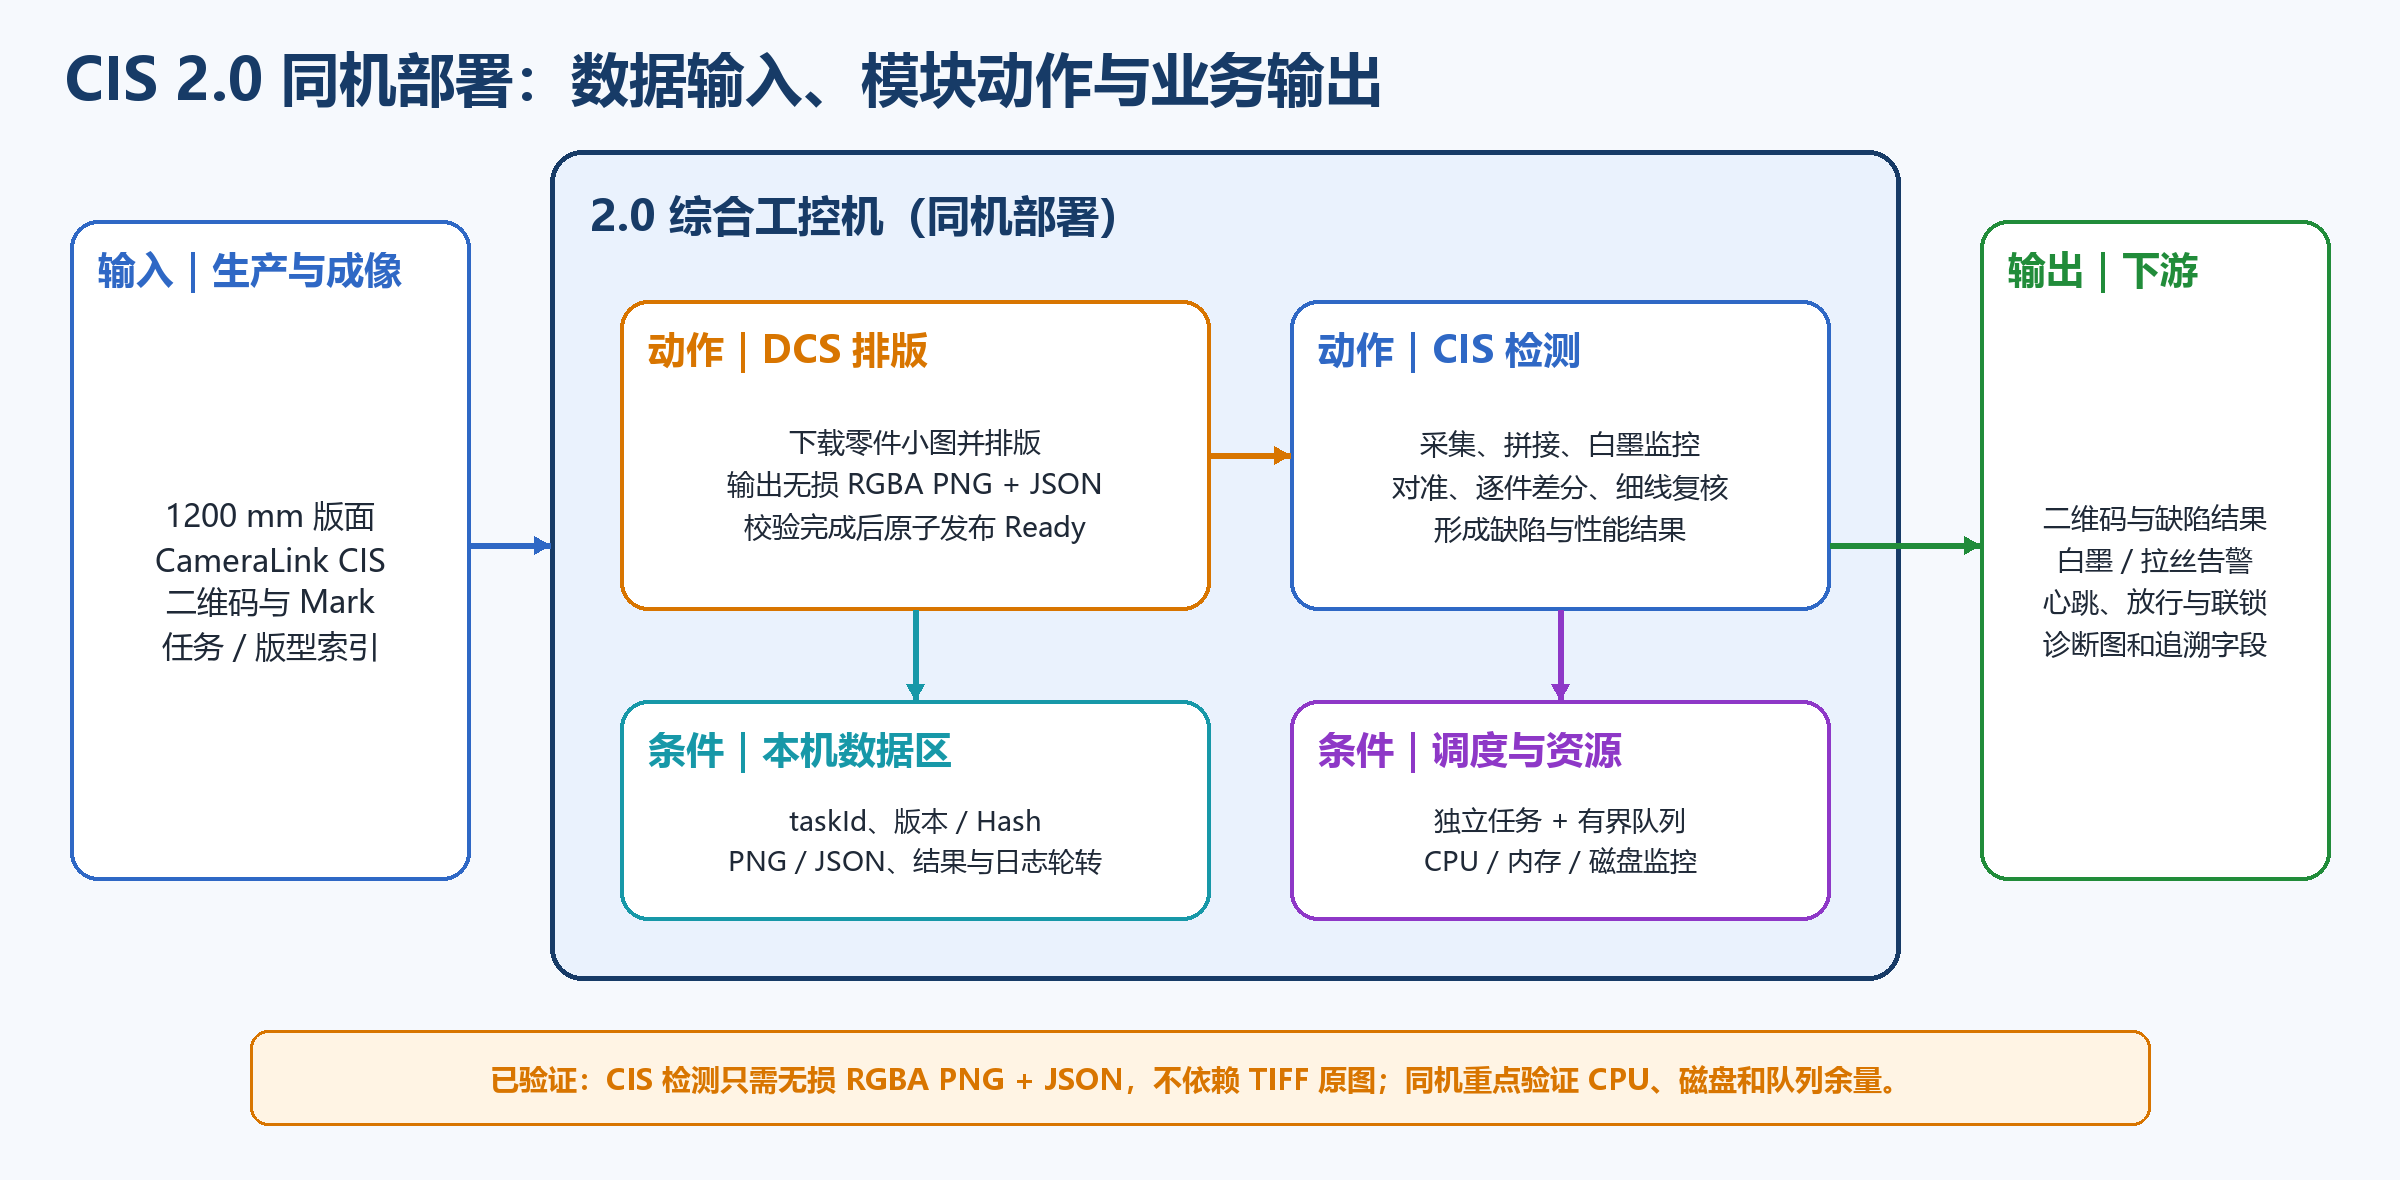 CIS 2.0 同机部署：数据输入、模块动作与业务输出
2.0 综合工控机（同机部署）
输入｜生产与成像
1200 mm 版面
CameraLink CIS
二维码与 Mark
任务 / 版型索引
动作｜DCS 排版
下载零件小图并排版
输出无损 RGBA PNG + JSON
校验完成后原子发布 Ready
动作｜CIS 检测
采集、拼接、白墨监控
对准、逐件差分、细线复核
形成缺陷与性能结果
条件｜本机数据区
taskId、版本 / Hash
PNG / JSON、结果与日志轮转
条件｜调度与资源
独立任务 + 有界队列
CPU / 内存 / 磁盘监控
输出｜下游
二维码与缺陷结果
白墨 / 拉丝告警
心跳、放行与联锁
诊断图和追溯字段
已验证：CIS 检测只需无损 RGBA PNG + JSON，不依赖 TIFF 原图；同机重点验证 CPU、磁盘和队列余量。